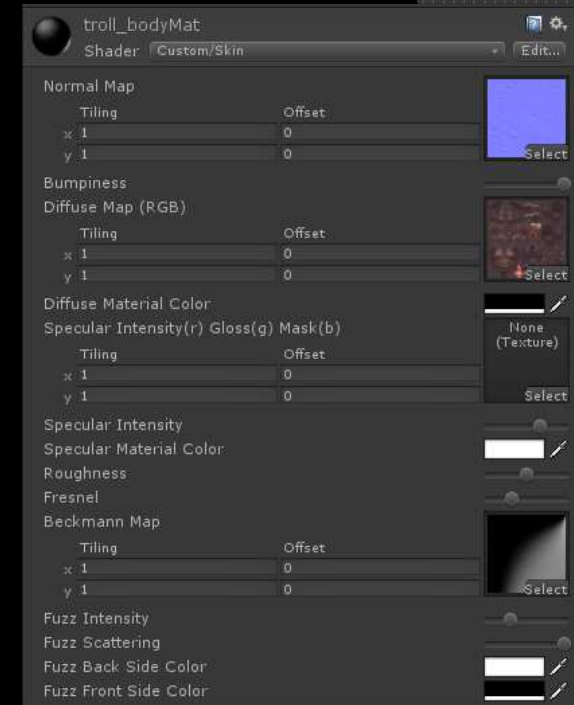 troll_bodyMat
Shader Custom/Skin Edit...
Normal Map
Tiling Offset
x 1 0
y 1 0
Select
Bumpiness
Diffuse Map (RGB)
Tiling Offset
x 1 0
y 1 0
Select
Diffuse Material Color
Specular Intensity(r) Gloss(g) Mask(b)
None
(Texture)
Tiling Offset
x 1 0
y 1 0
Select
Specular Intensity
Specular Material Color
Roughness
Fresnel
Beckmann Map
Tiling Offset
x 1 0
y 1 0
Select
Fuzz Intensity
Fuzz Scattering
Fuzz Back Side Color
Fuzz Front Side Color